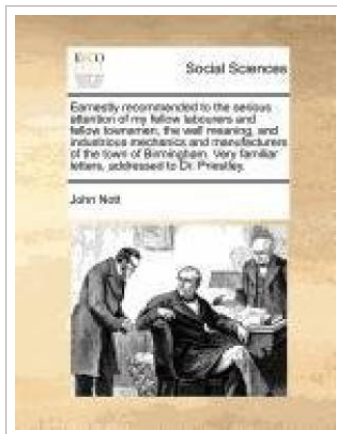 ECCO
Social Sciences
Earnestly recommended to the serious
attention of my fellow labourers and
fellow townsmen, the well meaning, and
industrious mechanics and manufacturers
of the town of Birmingham. Very familiar
letters, addressed to Dr. Priestley.
John Nott